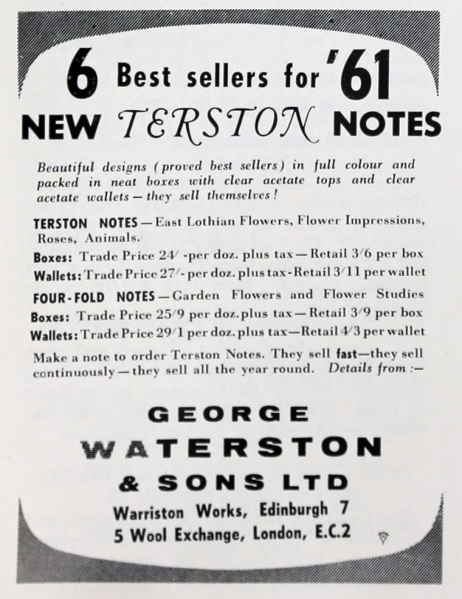 6 Best sellers for '61
NEW TERSTON NOTES
Beautiful designs (proved best sellers) in full colour and
packed in neat boxes with clear acetate tops and clear
acetate wallets — they sell themselves!
TERSTON NOTES — East Lothian Flowers, Flower Impressions,
Roses, Animals.
Boxes: Trade Price 24/-per doz. plus tax — Retail 3/6 per box
Wallets: Trade Price 27/-per doz. plus tax-Retail 3/11 per wallet
FOUR-FOLD NOTES — Garden Flowers and Flower Studies
Boxes: Trade Price 25/9 per doz. plus tax — Retail 3/9 per box
Wallets: Trade Price 29/1 per doz. plus tax — Retail 4/3 per wallet
Make a note to order Terston Notes. They sell fast—they sell
continuously — they sell all the year round. Details from :—
GEORGE
WATERSTON
& SONS LTD
Warriston Works, Edinburgh 7
5 Wool Exchange, London, E.C.2